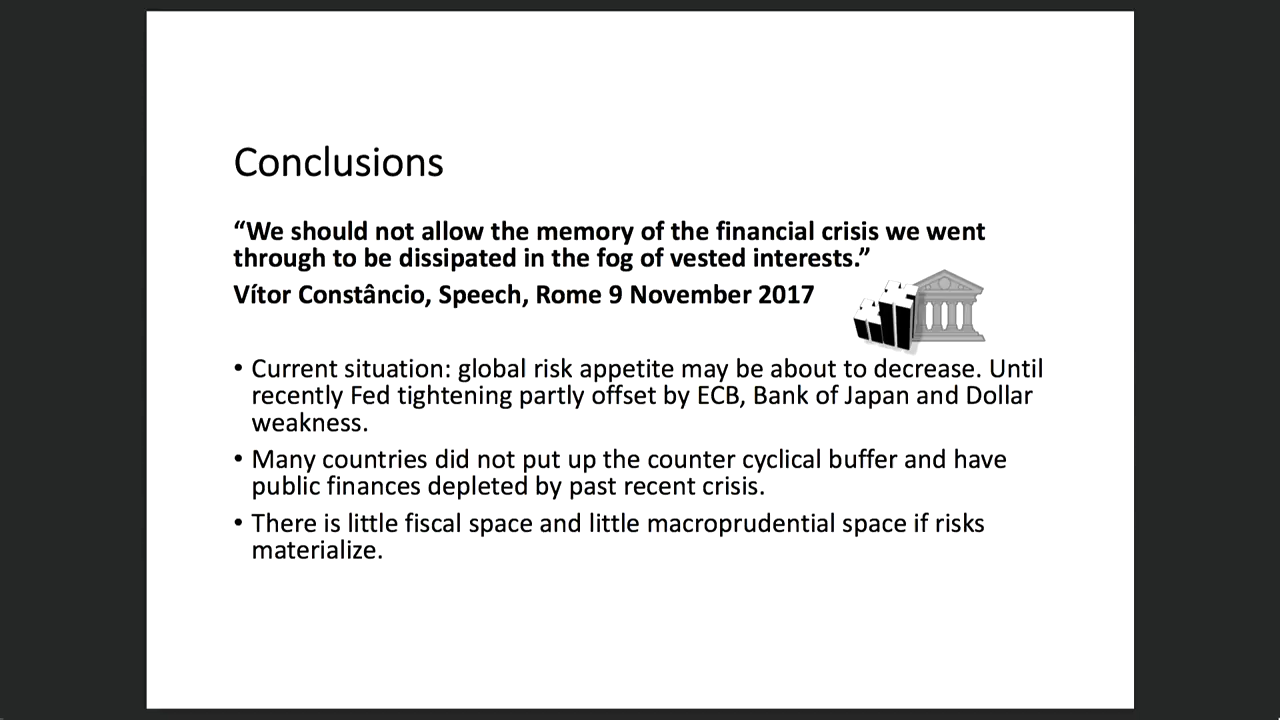 Conclusions
“We should not allow the memory of the financial crisis we went
through to be dissipated in the fog of vested interests.”
Vítor Constâncio, Speech, Rome 9 November 2017
• Current situation: global risk appetite may be about to decrease. Until
recently Fed tightening partly offset by ECB, Bank of Japan and Dollar
weakness.
• Many countries did not put up the counter cyclical buffer and have
public finances depleted by past recent crisis.
• There is little fiscal space and little macroprudential space if risks
materialize.